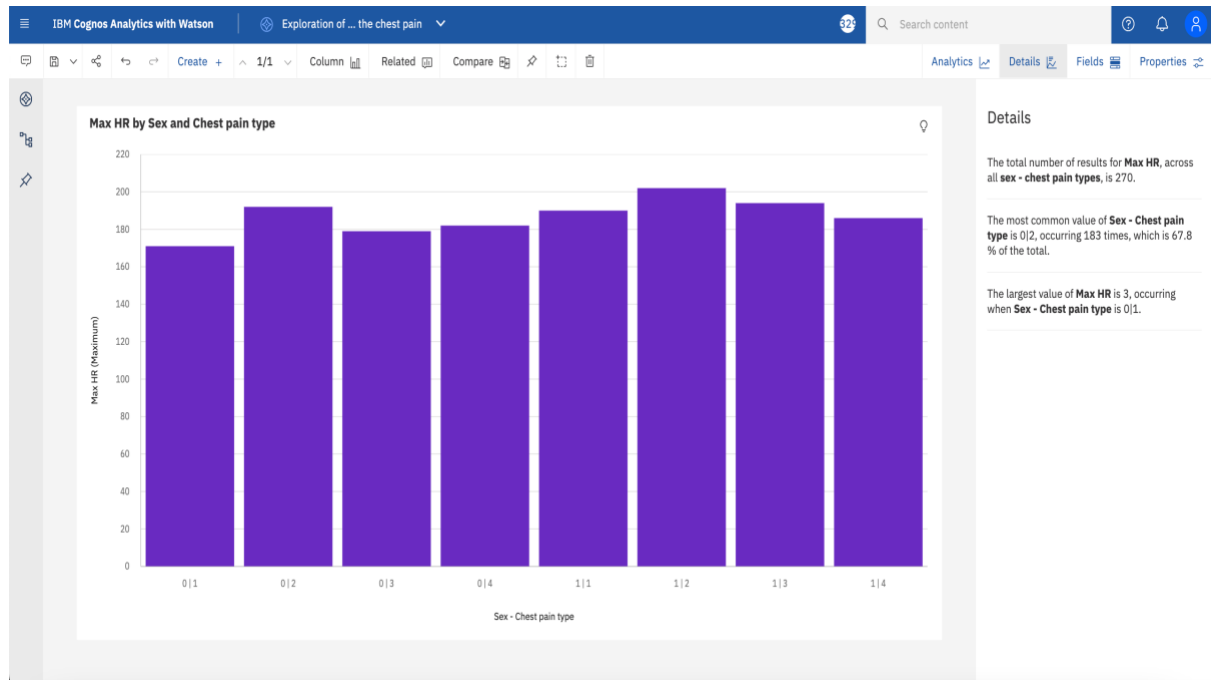 IBM Cognos Analytics with Watson
Exploration of ... the chest pain
Search content
Create +
1/1
Column
Related
Compare
Analytics
Details
Fields
Properties
Max HR by Sex and Chest pain type
220
200
180
160
140
120
100
80
60
40
20
0
Max HR (Maximum)
0|1 0|2 0|3 0|4 1|1 1|2 1|3 1|4
Sex - Chest pain type
Details
The total number of results for Max HR, across
all sex - chest pain types, is 270.
The most common value of Sex - Chest pain
type is 0|2, occurring 183 times, which is 67.8
% of the total.
The largest value of Max HR is 3, occurring
when Sex - Chest pain type is 0|1.